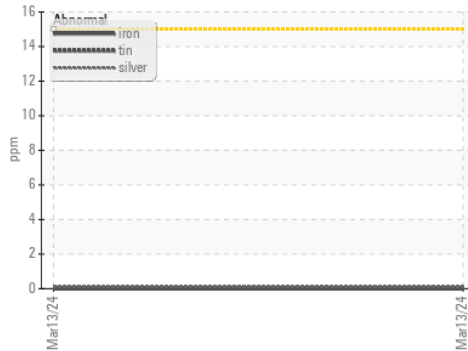 16
14
12
10
8
6
4
2
0
ppm
Abnormal
iron
tin
silver
Mar13/24
Mar13/24